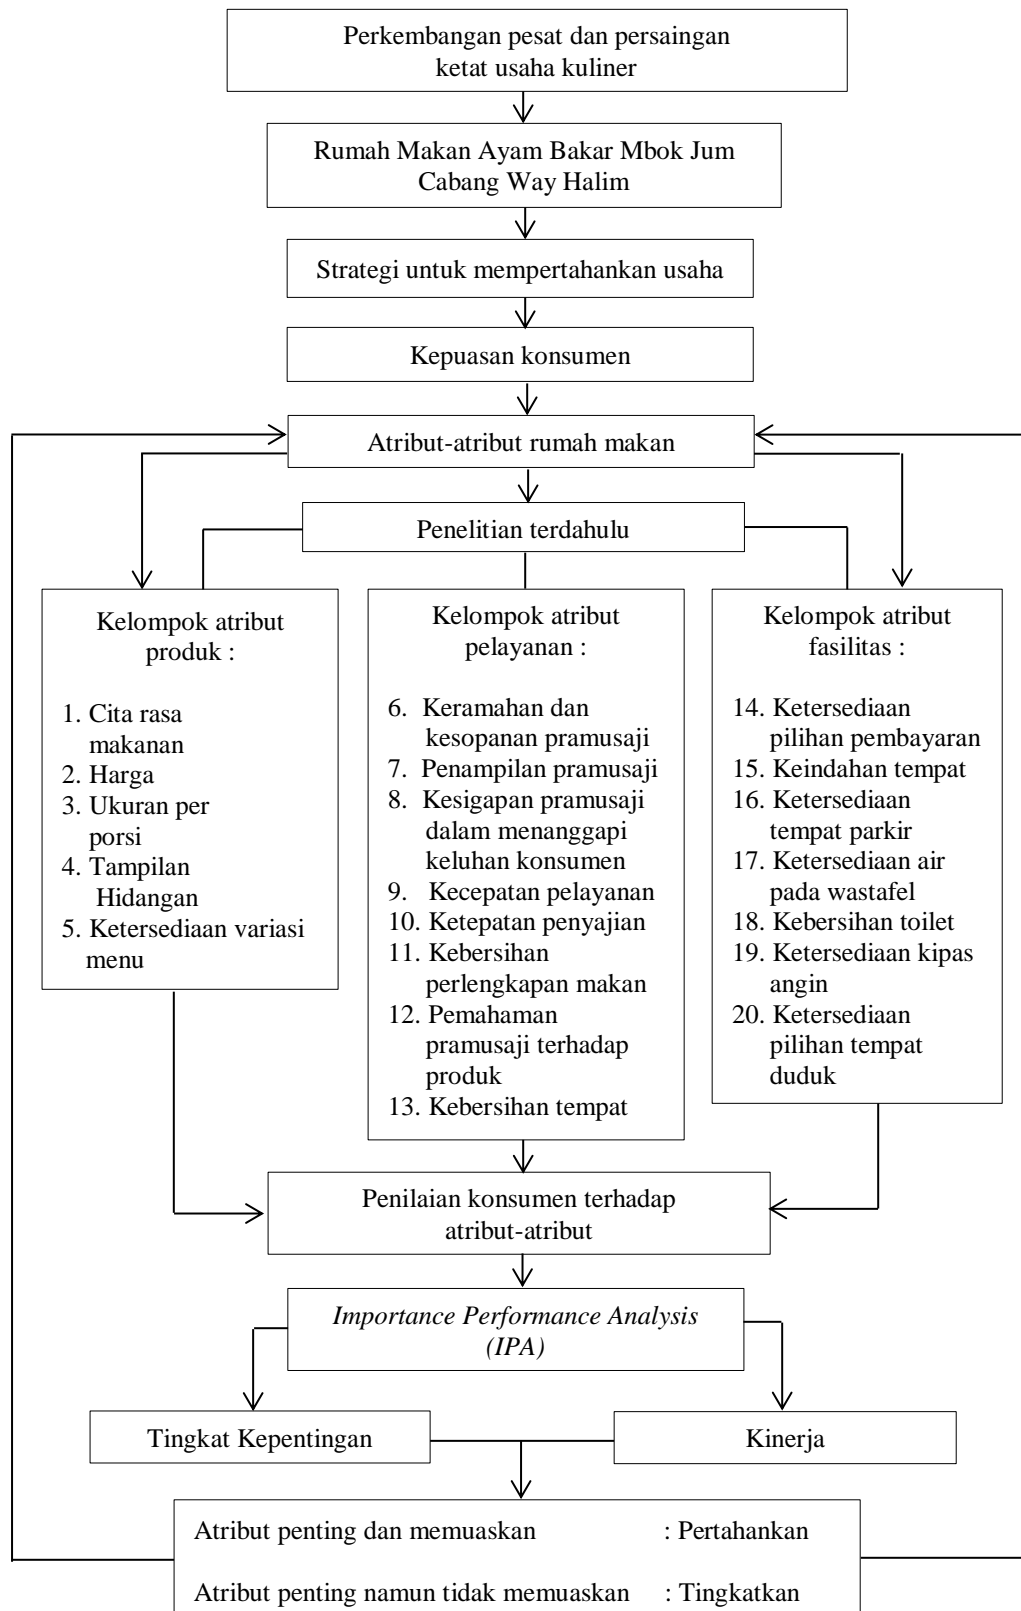 Perkembangan pesat dan persaingan
ketat usaha kuliner
Rumah Makan Ayam Bakar Mbok Jum
Cabang Way Halim
Strategi untuk mempertahankan usaha
Kepuasan konsumen
Atribut-atribut rumah makan
Penelitian terdahulu
Kelompok atribut
produk :
1. Cita rasa
makanan
2. Harga
3. Ukuran per
porsi
4. Tampilan
Hidangan
5. Ketersediaan variasi
menu
Kelompok atribut
pelayanan :
6. Keramahan dan
kesopanan pramusaji
7. Penampilan pramusaji
8. Kesigapan pramusaji
dalam menanggapi
keluhan konsumen
9. Kecepatan pelayanan
10. Ketepatan penyajian
11. Kebersihan
perlengkapan makan
12. Pemahaman
pramusaji terhadap
produk
13. Kebersihan tempat
Kelompok atribut
fasilitas :
14. Ketersediaan
pilihan pembayaran
15. Keindahan tempat
16. Ketersediaan
tempat parkir
17. Ketersediaan air
pada wastafel
18. Kebersihan toilet
19. Ketersediaan kipas
angin
20. Ketersediaan
pilihan tempat
duduk
Penilaian konsumen terhadap
atribut-atribut
Importance Performance Analysis
(IPA)
Tingkat Kepentingan
Kinerja
Atribut penting dan memuaskan : Pertahankan
Atribut penting namun tidak memuaskan : Tingkatkan